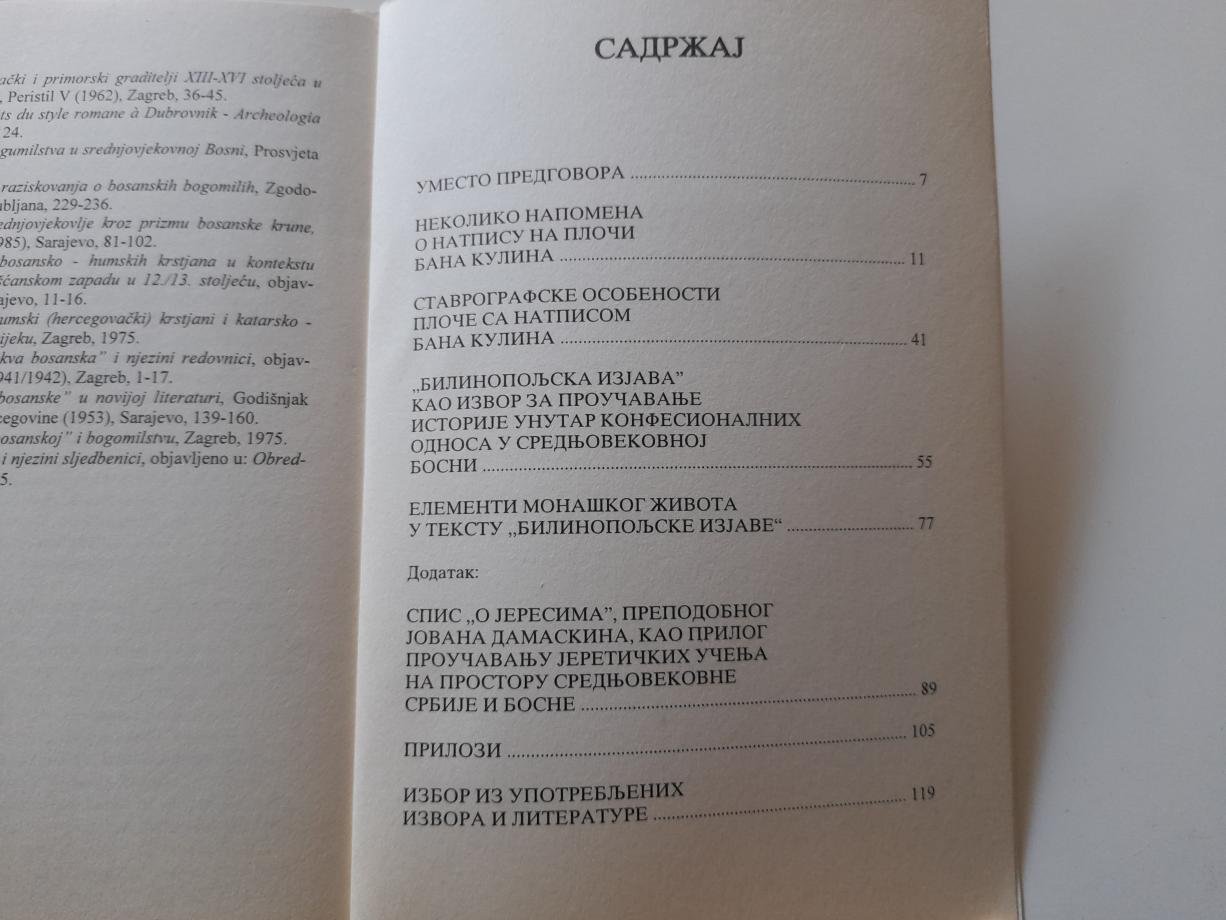 ački i primorski graditelji XIII-XVI stoljeća u
, Peristil V (1962), Zagreb, 36-45.
ts du style romane à Dubrovnik - Archeologia
24.
gumilstva u srednjovjekovnoj Bosni, Prosvjeta
raziskovanja o bosanskih bogomilih, Zgodo-
ubljana, 229-236.
ednjovjekovlje kroz prizmu bosanske krune,
985), Sarajevo, 81-102.
bosansko - humskih krstjana u kontekstu
šćanskom zapadu u 12./13. stoljeću, objav-
ajevo, 11-16.
umski (hercegovački) krstjani i katarsko -
ijeku, Zagreb, 1975.
kva bosanska" i njezini redovnici, objav-
941/1942), Zagreb, 1-17.
bosanske" u novijoj literaturi, Godišnjak
cegovine (1953), Sarajevo, 139-160.
osanskoj" i bogomilstvu, Zagreb, 1975.
i njezini sljedbenici, objavljeno u: Obred-
5.
САДРЖАЈ
УМЕСТО ПРЕДГОВОРА ........ 7
НЕКОЛИКО НАПОМЕНА
О НАТПИСУ НА ПЛОЧИ
БАНА КУЛИНА ........ 11
СТАВРОГРАФСКЕ ОСОБЕНОСТИ
ПЛОЧЕ СА НАТПИСОМ
БАНА КУЛИНА ........ 41
„БИЛИНОПОЉСКА ИЗЈАВА”
КАО ИЗВОР ЗА ПРОУЧАВАЊЕ
ИСТОРИЈЕ УНУТАР КОНФЕСИОНАЛНИХ
ОДНОСА У СРЕДЊОВЕКОВНОЈ
БОСНИ ........ 55
ЕЛЕМЕНТИ МОНАШКОГ ЖИВОТА
У ТЕКСТУ „БИЛИНОПОЉСКЕ ИЗЈАВЕ“ ........ 77
Додатак:
СПИС „О ЈЕРЕСИМА”, ПРЕПОДОБНОГ
ЈОВАНА ДАМАСКИНА, КАО ПРИЛОГ
ПРОУЧАВАЊУ ЈЕРЕТИЧКИХ УЧЕЊА
НА ПРОСТОРУ СРЕДЊОВЕКОВНЕ
СРБИЈЕ И БОСНЕ ........ 89
ПРИЛОЗИ ........ 105
ИЗБОР ИЗ УПОТРЕБЉЕНИХ
ИЗВОРА И ЛИТЕРАТУРЕ ........ 119